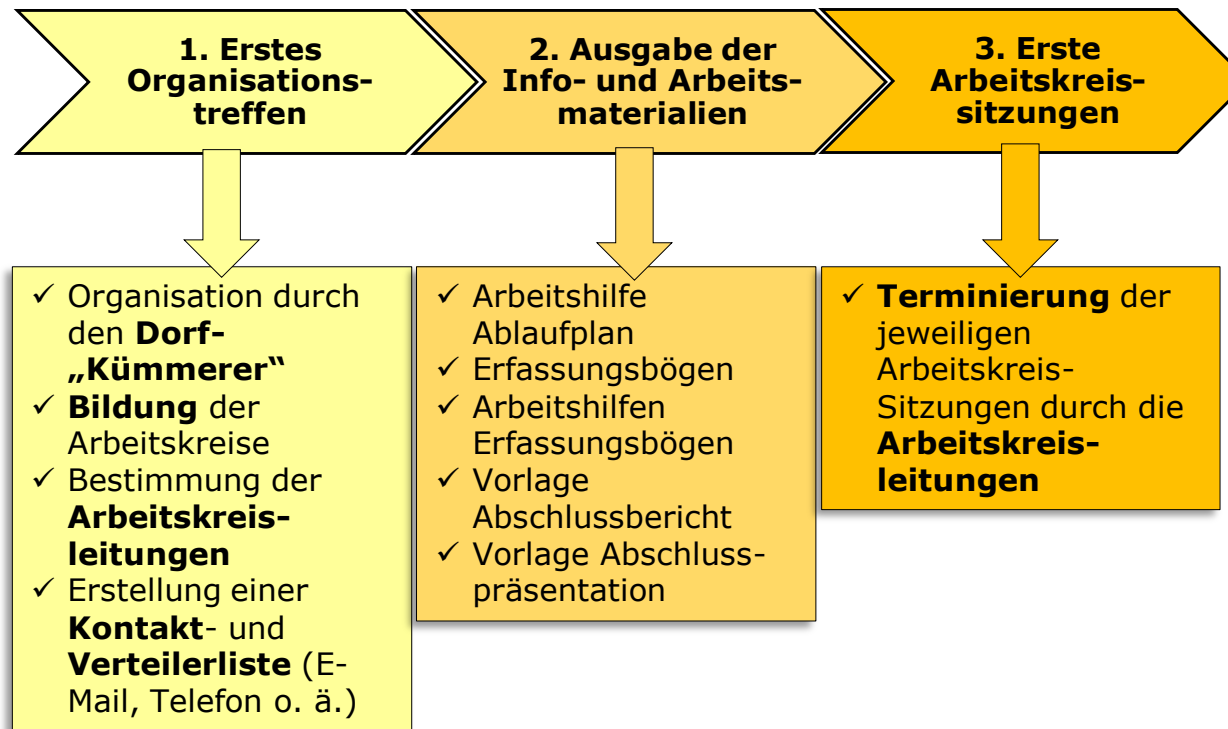 1. Erstes
Organisations-
treffen
2. Ausgabe der
Info- und Arbeits-
materialien
3. Erste
Arbeitskreis-
sitzungen
✓ Organisation durch
den Dorf-
„Kümmerer“
✓ Bildung der
Arbeitskreise
✓ Bestimmung der
Arbeitskreis-
leitungen
✓ Erstellung einer
Kontakt- und
Verteilerliste (E-
Mail, Telefon o. ä.)
✓ Arbeitshilfe
Ablaufplan
✓ Erfassungsbögen
✓ Arbeitshilfen
Erfassungsbögen
✓ Vorlage
Abschlussbericht
✓ Vorlage Abschluss-
präsentation
✓ Terminierung der
jeweiligen
Arbeitskreis-
Sitzungen durch die
Arbeitskreis-
leitungen